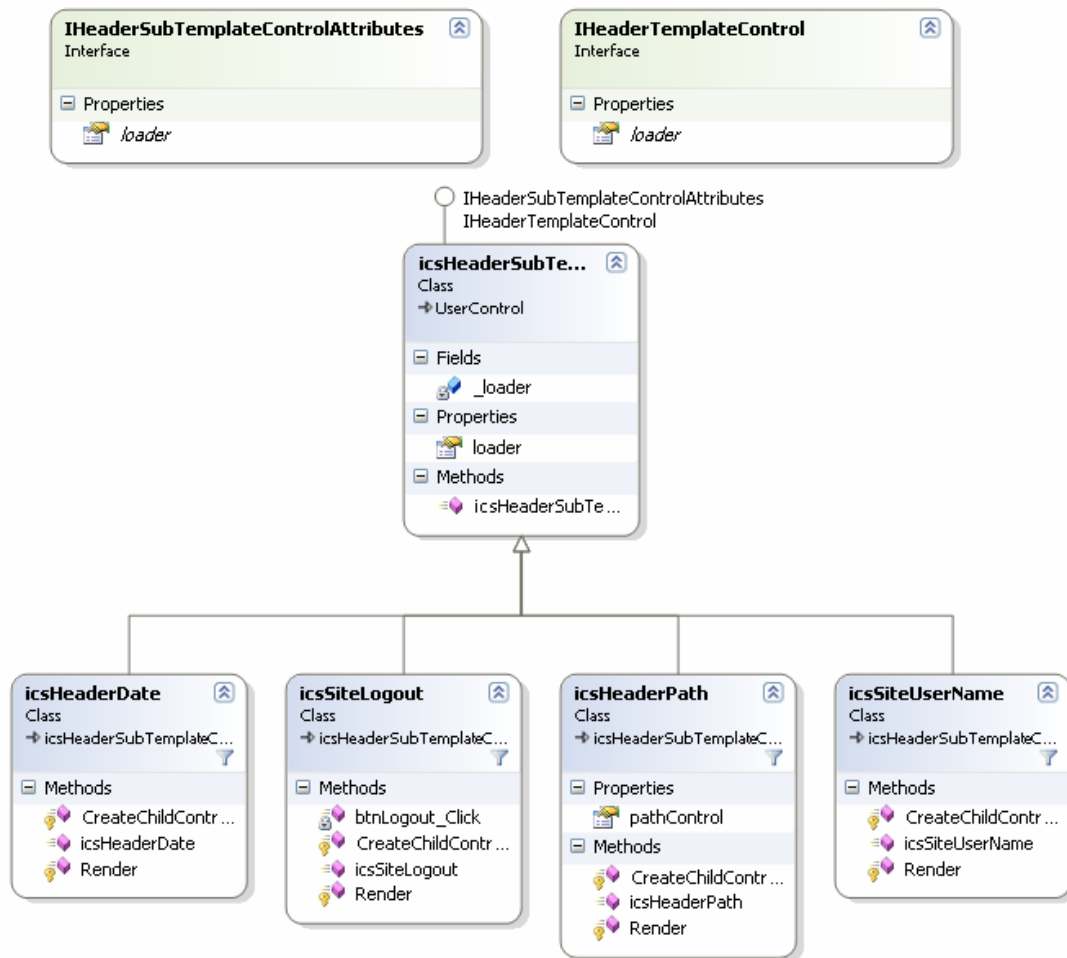 IHeaderSubTemplateControlAttributes
Interface
Properties
loader
IHeaderTemplateControl
Interface
Properties
loader
IHeaderSubTemplateControlAttributes
IHeaderTemplateControl
icsHeaderSubTe...
Class
UserControl
Fields
_loader
Properties
loader
Methods
icsHeaderSubTe...
icsHeaderDate
Class
icsHeaderSubTemplateC...
Methods
CreateChildContr...
icsHeaderDate
Render
icsSiteLogout
Class
icsHeaderSubTemplateC...
Methods
btnLogout_Click
CreateChildContr...
icsSiteLogout
Render
icsHeaderPath
Class
icsHeaderSubTemplateC...
Properties
pathControl
Methods
CreateChildContr...
icsHeaderPath
Render
icsSiteUserName
Class
icsHeaderSubTemplateC...
Methods
CreateChildContr...
icsSiteUserName
Render